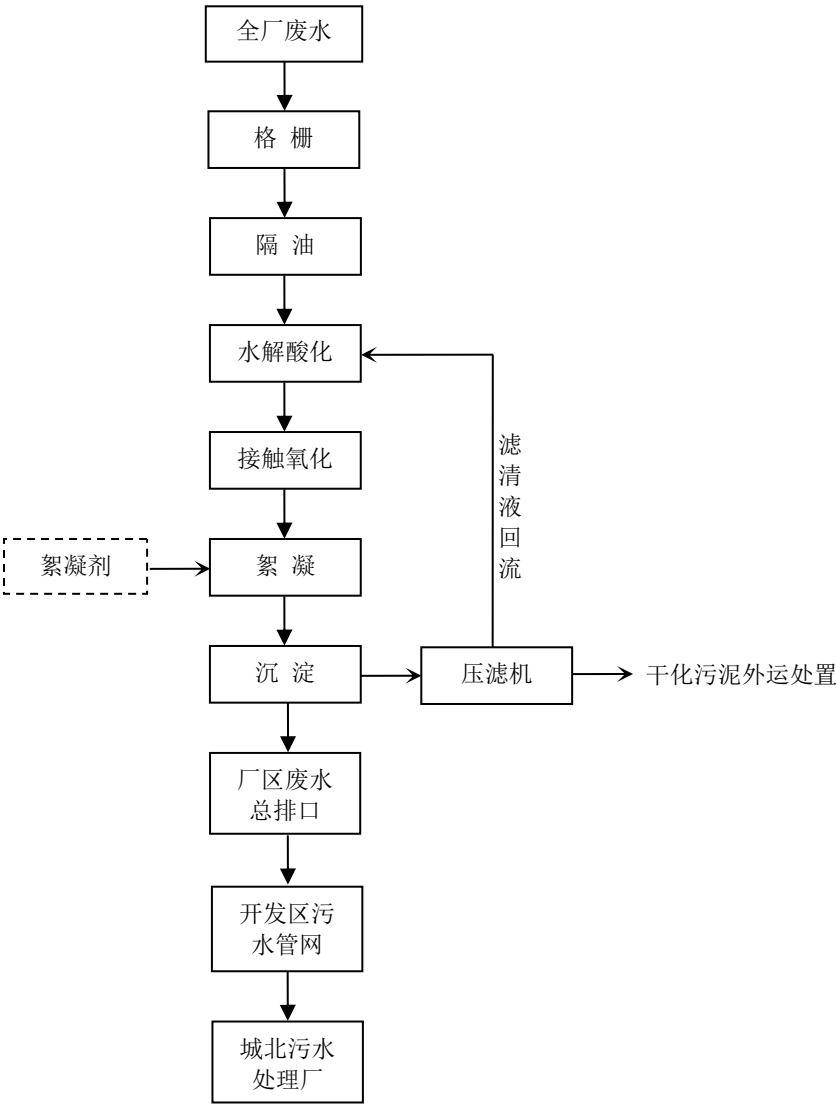 全厂废水
格 栅
隔 油
水解酸化
接触氧化
滤清液回流
絮凝剂
絮 凝
沉 淀
压滤机
干化污泥外运处置
厂区废水
总排口
开发区污
水管网
城北污水
处理厂